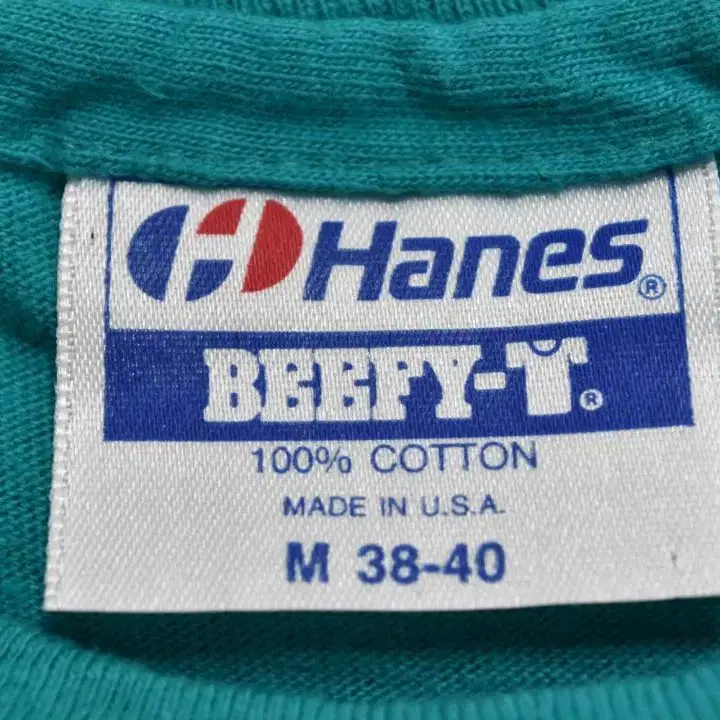 Hanes®
BEEFY-T®
100% COTTON
MADE IN U.S.A.
M 38-40